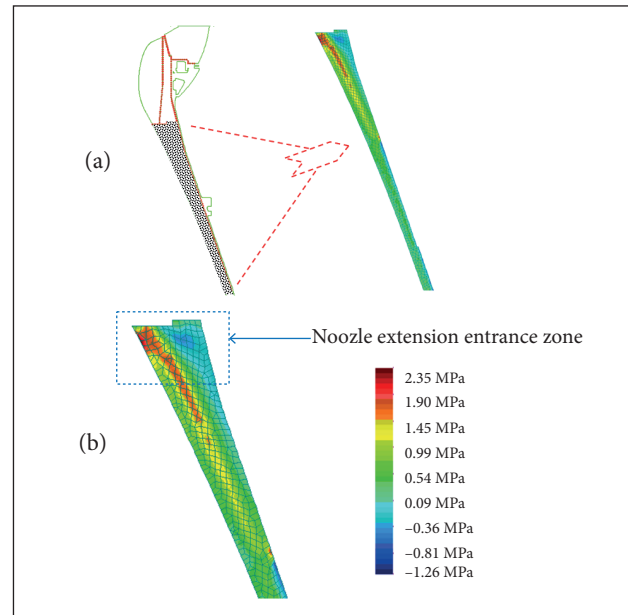 (a)
Noozle extension entrance zone
(b)
2.35 MPa
1.90 MPa
1.45 MPa
0.99 MPa
0.54 MPa
0.09 MPa
–0.36 MPa
–0.81 MPa
–1.26 MPa